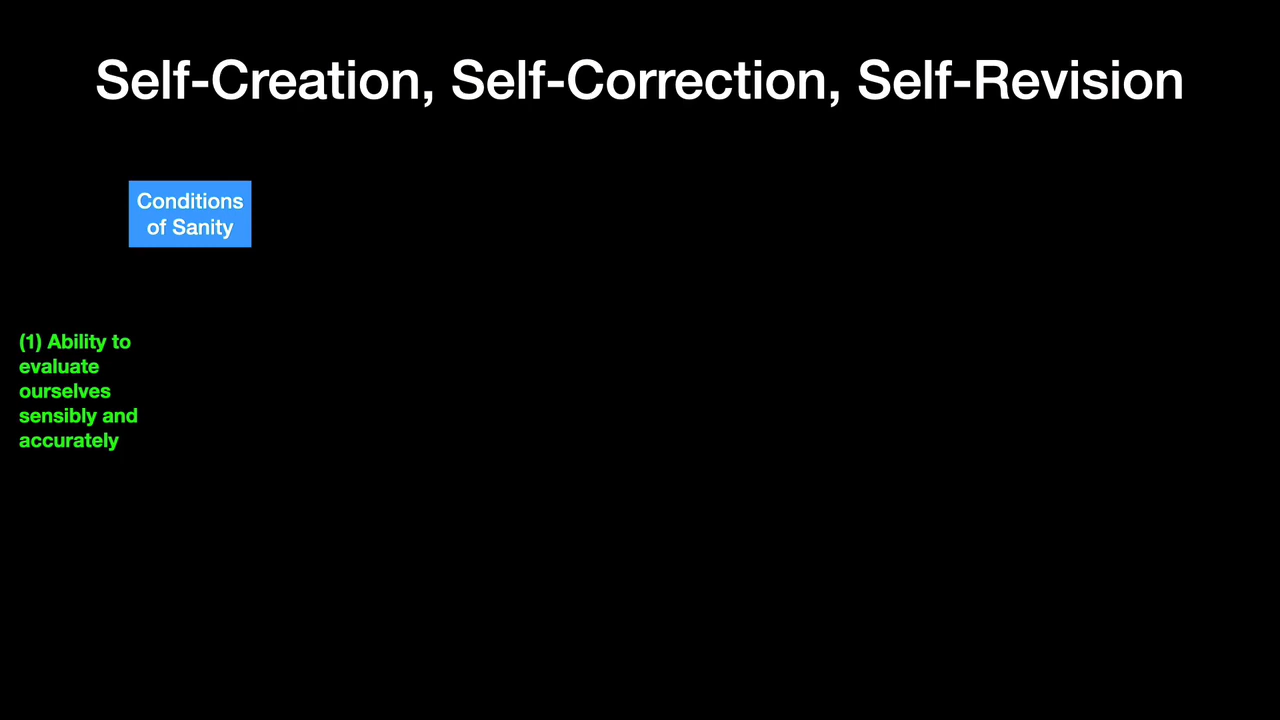 Self-Creation, Self-Correction, Self-Revision
Conditions
of Sanity
(1) Ability to
evaluate
ourselves
sensibly and
accurately